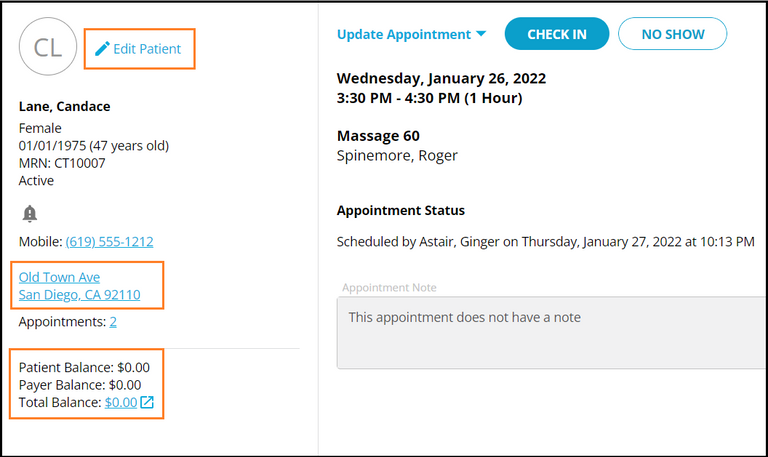 CL
Edit Patient
Lane, Candace
Female
01/01/1975 (47 years old)
MRN: CT10007
Active
Mobile: (619) 555-1212
Old Town Ave
San Diego, CA 92110
Appointments: 2
Patient Balance: $0.00
Payer Balance: $0.00
Total Balance: $0.00
Update Appointment
CHECK IN
NO SHOW
Wednesday, January 26, 2022
3:30 PM - 4:30 PM (1 Hour)
Massage 60
Spinemore, Roger
Appointment Status
Scheduled by Astair, Ginger on Thursday, January 27, 2022 at 10:13 PM
Appointment Note
This appointment does not have a note